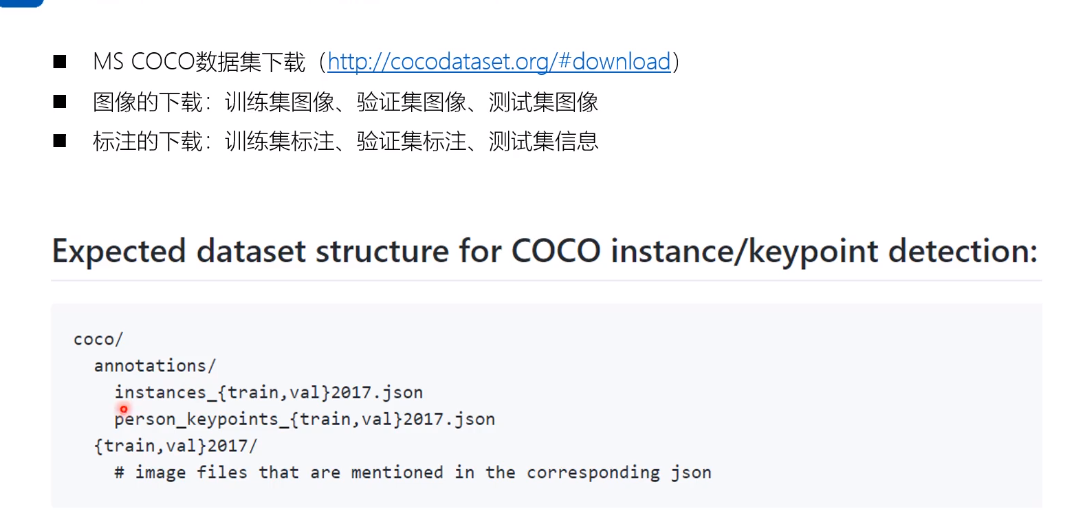 MS COCO数据集下载（http://cocodataset.org/#download）
图像的下载：训练集图像、验证集图像、测试集图像
标注的下载：训练集标注、验证集标注、测试集信息
Expected dataset structure for COCO instance/keypoint detection:
coco/
annotations/
instances_{train,val}2017.json
person_keypoints_{train,val}2017.json
{train,val}2017/
# image files that are mentioned in the corresponding json